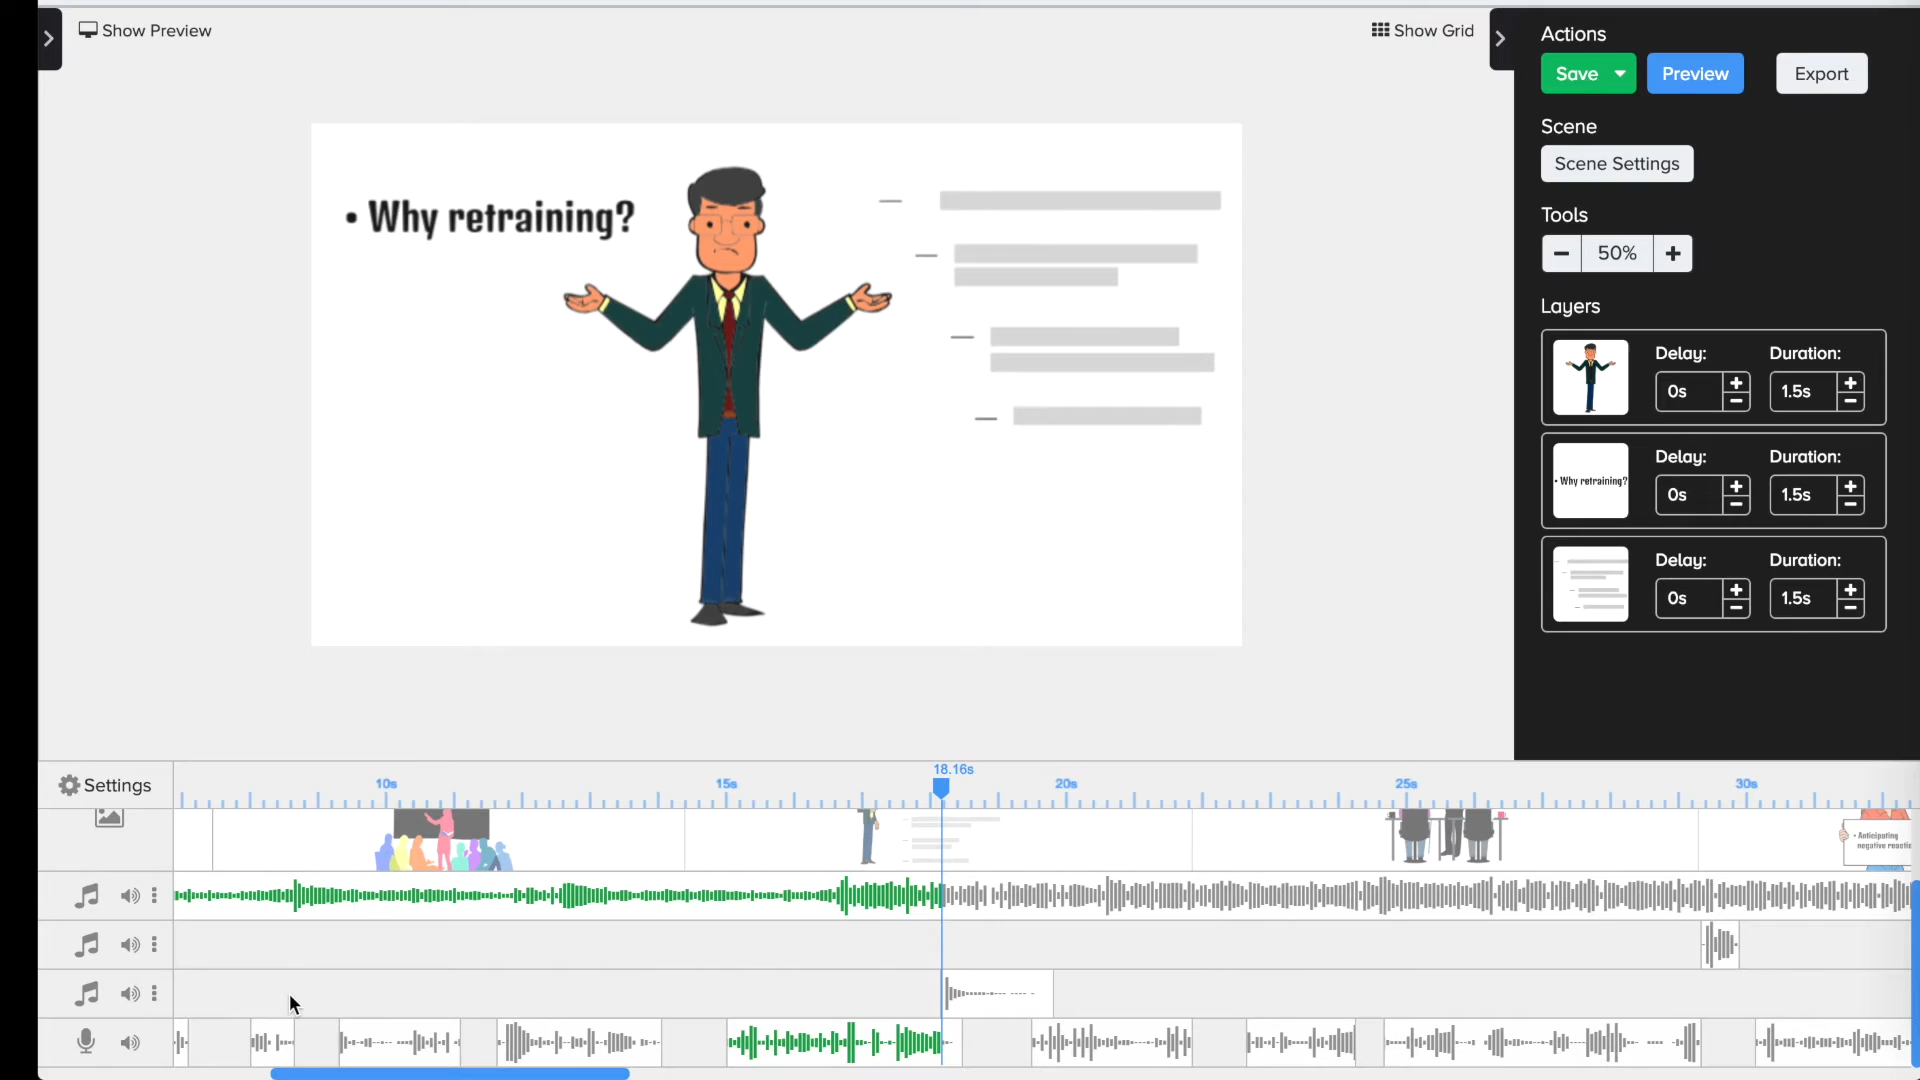 Show Preview
Show Grid
Actions
Save
Preview
Export
Scene
Scene Settings
Tools
50%
Layers
Delay:
Duration:
0s
1.5s
• Why retraining?
Delay:
Duration:
0s
1.5s
Delay:
Duration:
0s
1.5s
• Why retraining?
Settings
10s
15s
18.16s
20s
25s
30s
• Anticipating
negative